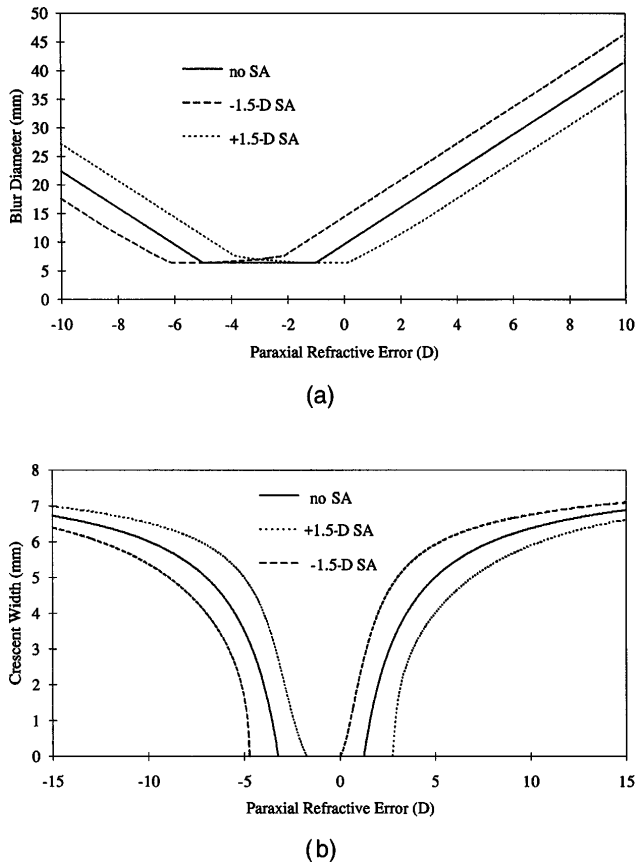 50
45
40
35
30
25
20
15
10
5
0
Blur Diameter (mm)
no SA
-1.5-D SA
+1.5-D SA
-10 -8 -6 -4 -2 0 2 4 6 8 10
Paraxial Refractive Error (D)
(a)
8
7
6
5
4
3
2
1
0
Crescent Width (mm)
no SA
+1.5-D SA
-1.5-D SA
-15 -10 -5 0 5 10 15
Paraxial Refractive Error (D)
(b)